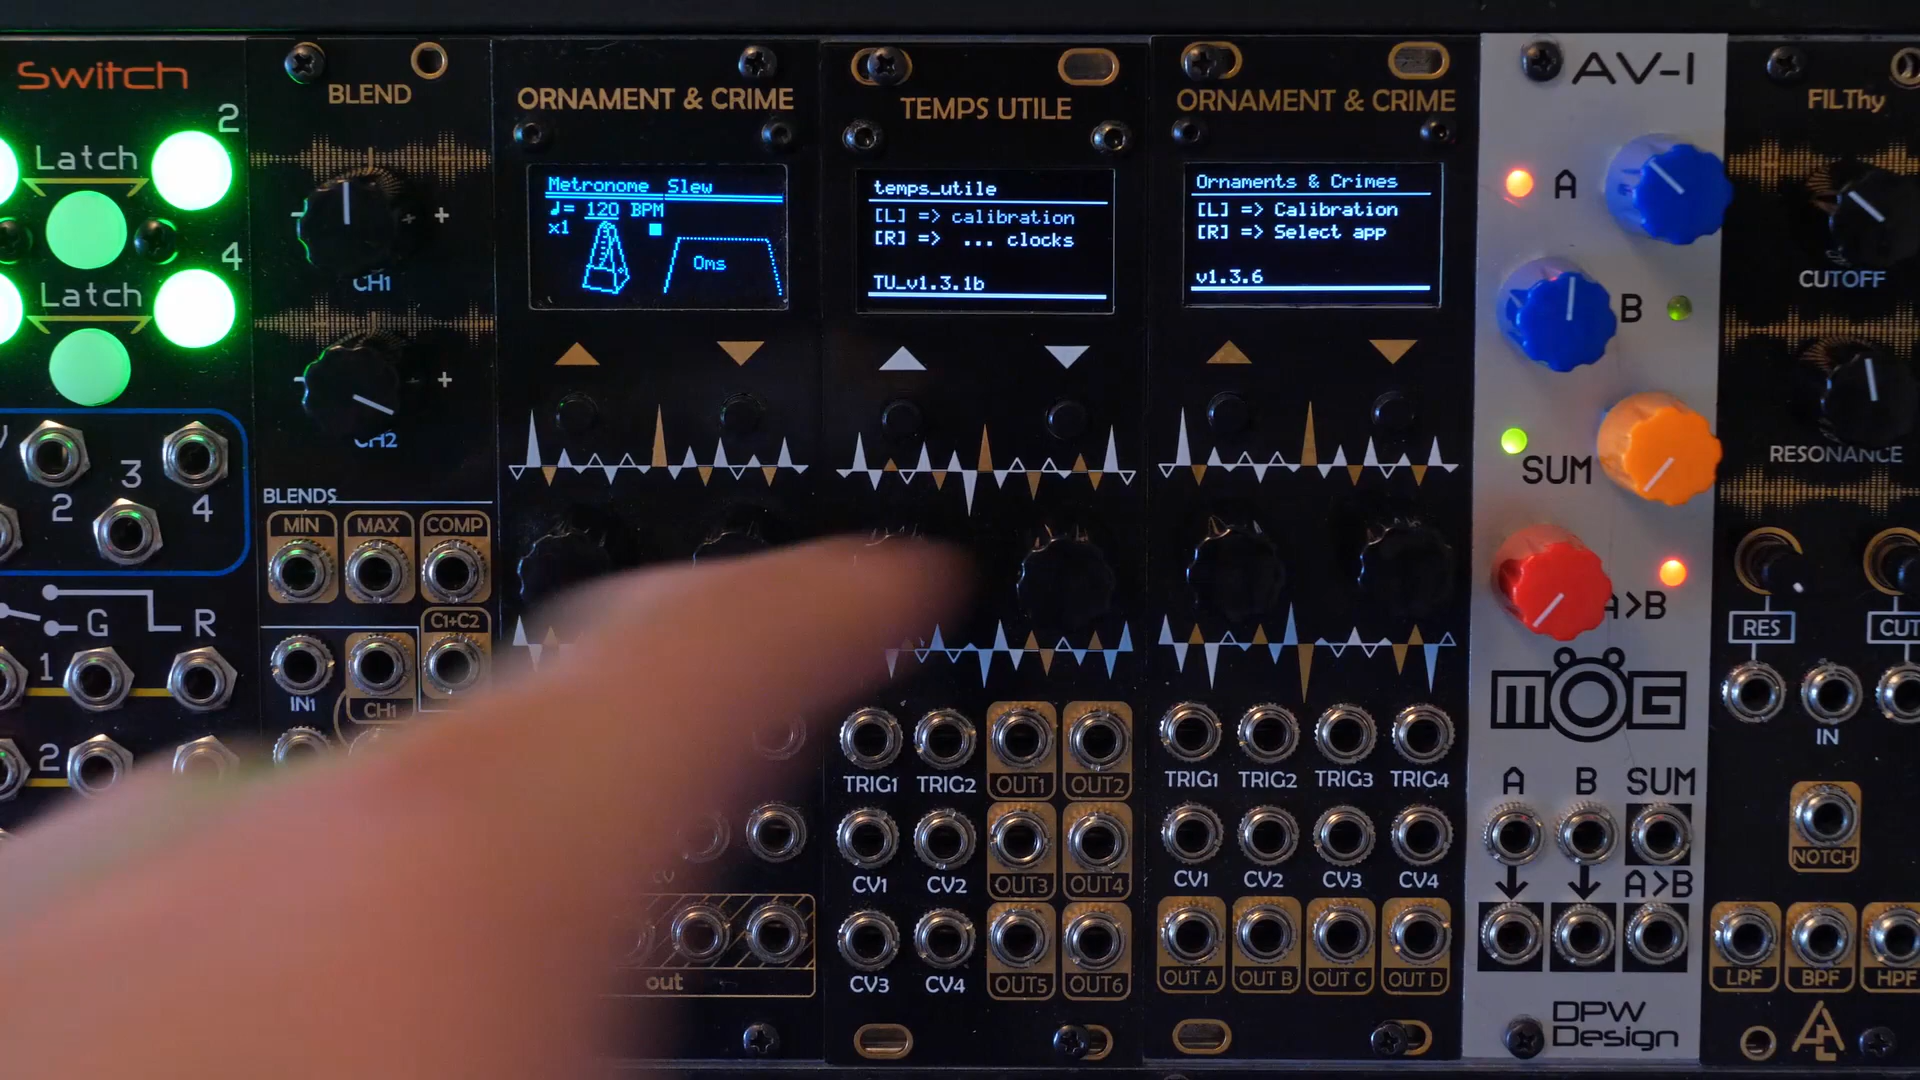 Switch
2
Latch
4
Latch
2
3
4
G
R
1
2
BLEND
CH1
CH2
BLENDS
MIN
MAX
COMP
C1+C2
IN1
CH1
ORNAMENT & CRIME
Metronome Slew
♩= 120 BPM
x1
0ms
out
TEMPS UTILE
temps_utile
[L] => calibration
[R] => ... clocks
TU_v1.3.1b
TRIG1 TRIG2 OUT1 OUT2
CV1 CV2 OUT3 OUT4
CV3 CV4 OUT5 OUT6
ORNAMENT & CRIME
Ornaments & Crimes
[L] => Calibration
[R] => Select app
v1.3.6
TRIG1 TRIG2 TRIG3 TRIG4
CV1 CV2 CV3 CV4
OUT A OUT B OUT C OUT D
AV-I
A
B
SUM
A>B
MÖG
A B SUM
A>B
DPW
Design
FILThy
CUTOFF
RESONANCE
RES
CUT
IN
NOTCH
LPF BPF HPF